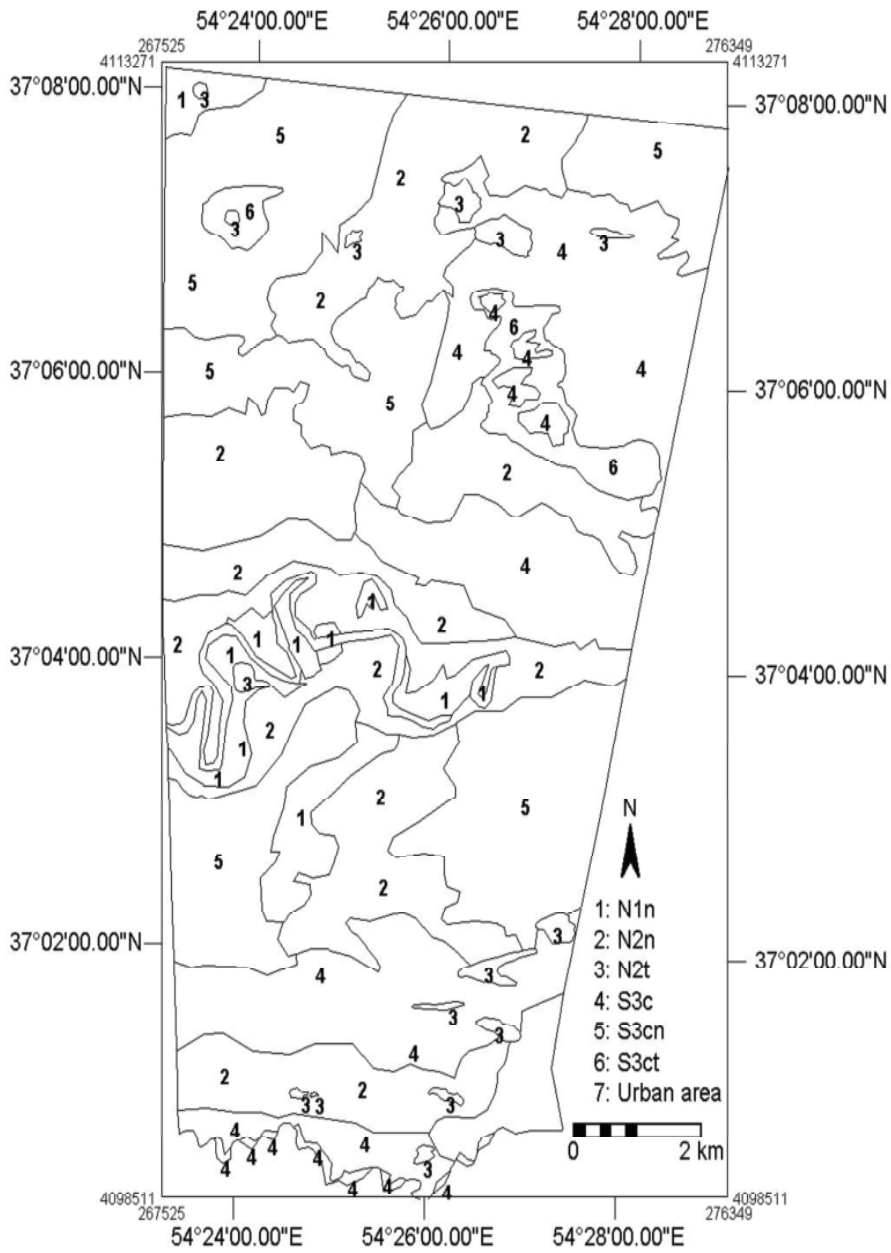 54°24'00.00"E 54°26'00.00"E 54°28'00.00"E
267525 276349
4113271 4113271
37°08'00.00"N 37°08'00.00"N
1 3
5 2 5
2
6 3
3 3 3
3 4
5 2 4
6
4 4
37°06'00.00"N 37°06'00.00"N
5 4
5 4
4
2 6
2
4
2
1 2
2 1 1 1
37°04'00.00"N 37°04'00.00"N
1 2 2
3 1 1
2
1
1
2
1 5
5
2
N
1: N1n
2: N2n
3: N2t
4: S3c
5: S3cn
6: S3ct
7: Urban area
3
37°02'00.00"N 37°02'00.00"N
4 3
3
3
4
2 2
3 3 3
0 2 km
4 4
4 4 4 4 3
4 4 4
4098511 4098511
267525 276349
54°24'00.00"E 54°26'00.00"E 54°28'00.00"E